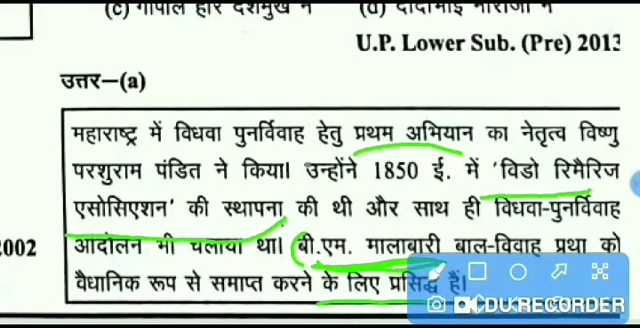 (c) गोपाल हरि देशमुख ने (d) दादाभाई नौरोजी ने
U.P. Lower Sub. (Pre) 2013
उत्तर–(a)
महाराष्ट्र में विधवा पुनर्विवाह हेतु प्रथम अभियान का नेतृत्व विष्णु
परशुराम पंडित ने किया। उन्होंने 1850 ई. में 'विडो रिमैरिज
एसोसिएशन' की स्थापना की थी और साथ ही विधवा-पुनर्विवाह
2002 आंदोलन भी चलाया था। बी.एम. मालाबारी बाल-विवाह प्रथा को
वैधानिक रूप से समाप्त करने के लिए प्रसिद्ध हैं।
DU RECORDER